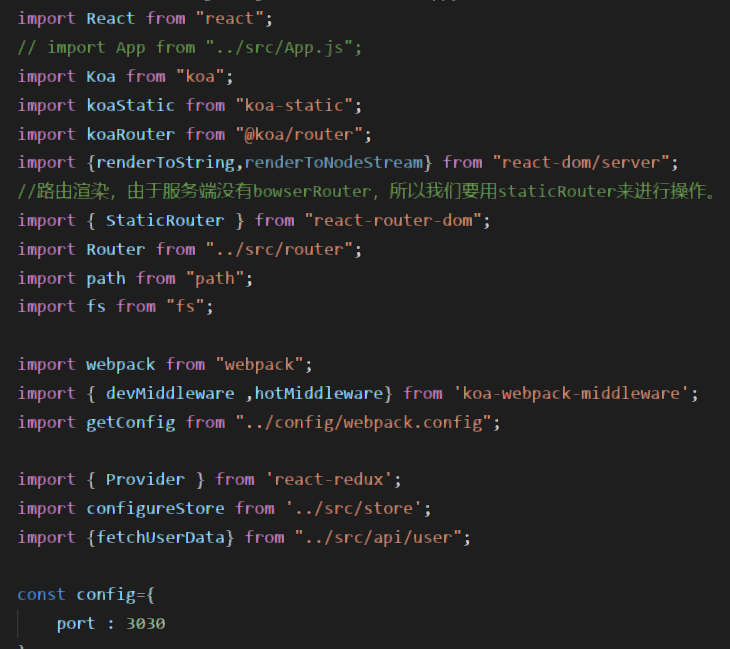 import React from "react";
// import App from "../src/App.js";
import Koa from "koa";
import koaStatic from "koa-static";
import koaRouter from "@koa/router";
import {renderToString,renderToNodeStream} from "react-dom/server";
//路由渲染，由于服务端没有bowserRouter，所以我们要用staticRouter来进行操作。
import { StaticRouter } from "react-router-dom";
import Router from "../src/router";
import path from "path";
import fs from "fs";
import webpack from "webpack";
import { devMiddleware ,hotMiddleware} from 'koa-webpack-middleware';
import getConfig from "../config/webpack.config";
import { Provider } from 'react-redux';
import configureStore from '../src/store';
import {fetchUserData} from "../src/api/user";
const config={
port : 3030